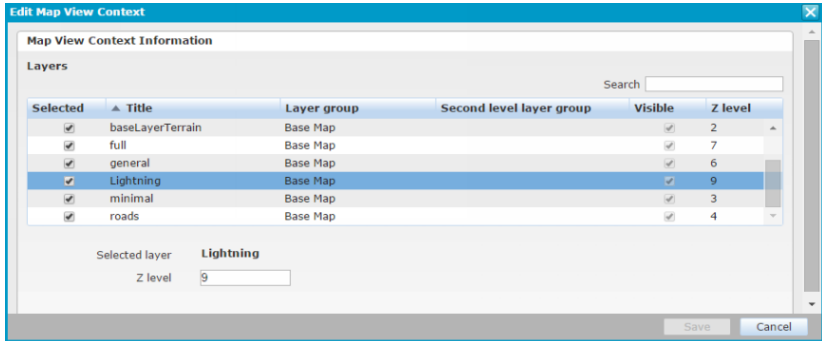 Edit Map View Context
Map View Context Information
Layers
Search
Selected Title Layer group Second level layer group Visible Z level
baseLayerTerrain Base Map 2
full Base Map 7
general Base Map 6
Lightning Base Map 9
minimal Base Map 3
roads Base Map 4
Selected layer Lightning
Z level 9
Save Cancel